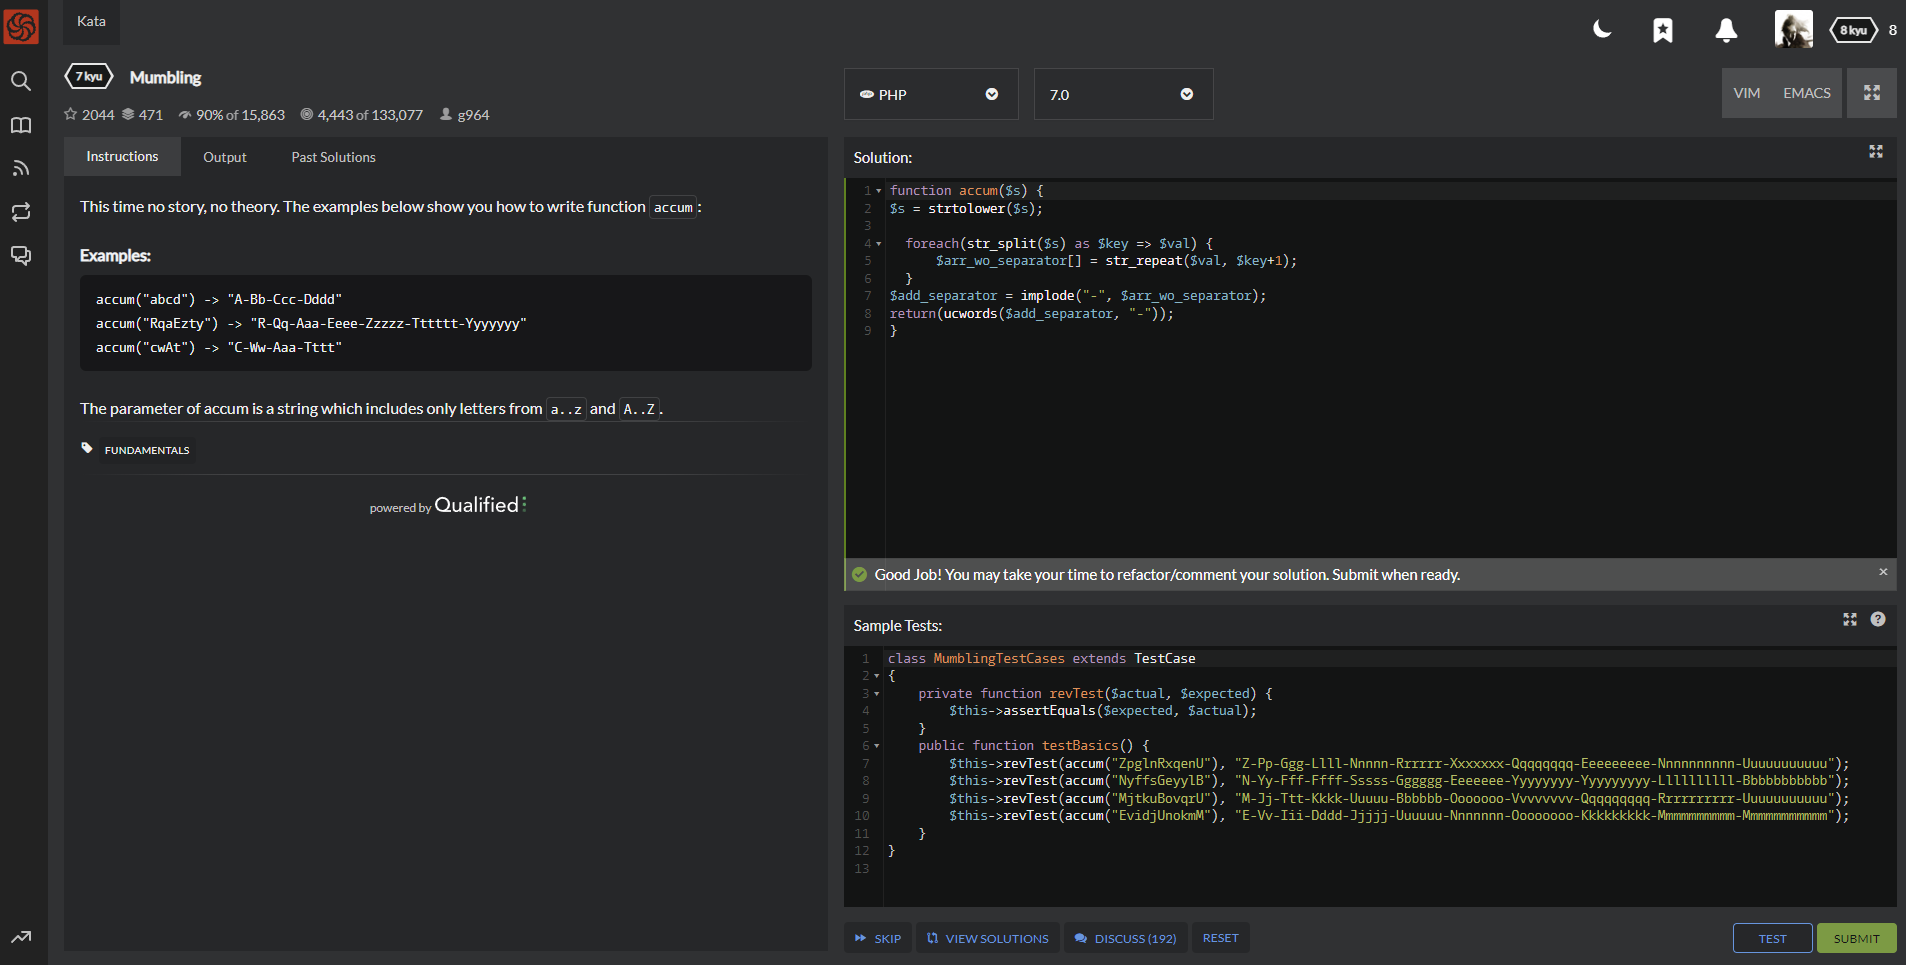 Kata
8 kyu 8
7 kyu Mumbling
2044 471 90% of 15,863 4,443 of 133,077 g964
PHP
7.0
VIM EMACS
Instructions Output Past Solutions
This time no story, no theory. The examples below show you how to write function accum:
Examples:
accum("abcd") -> "A-Bb-Ccc-Dddd"
accum("RqaEzty") -> "R-Qq-Aaa-Eeee-Zzzzz-Tttttt-Yyyyyyy"
accum("cwAt") -> "C-Ww-Aaa-Tttt"
The parameter of accum is a string which includes only letters from a..z and A..Z.
FUNDAMENTALS
powered by Qualified
Solution:
1 function accum($s) {
2 $s = strtolower($s);
3
4 foreach(str_split($s) as $key => $val) {
5 $arr_wo_separator[] = str_repeat($val, $key+1);
6 }
7 $add_separator = implode("-", $arr_wo_separator);
8 return(ucwords($add_separator, "-"));
9 }
Good Job! You may take your time to refactor/comment your solution. Submit when ready. ×
Sample Tests: ?
1 class MumblingTestCases extends TestCase
2 {
3 private function revTest($actual, $expected) {
4 $this->assertEquals($expected, $actual);
5 }
6 public function testBasics() {
7 $this->revTest(accum("ZpglnRxqenU"), "Z-Pp-Ggg-Llll-Nnnnn-Rrrrrr-Xxxxxxx-Qqqqqqqq-Eeeeeeeee-Nnnnnnnnnn-Uuuuuuuuuuu");
8 $this->revTest(accum("NyffsGeyylB"), "N-Yy-Fff-Ffff-Sssss-Gggggg-Eeeeeee-Yyyyyyyy-Yyyyyyyyy-Llllllllll-Bbbbbbbbbbb");
9 $this->revTest(accum("MjtkuBovqrU"), "M-Jj-Ttt-Kkkk-Uuuuu-Bbbbbb-Ooooooo-Vvvvvvvv-Qqqqqqqqq-Rrrrrrrrrr-Uuuuuuuuuuu");
10 $this->revTest(accum("EvidjUnokmM"), "E-Vv-Iii-Dddd-Jjjjj-Uuuuuu-Nnnnnnn-Oooooooo-Kkkkkkkkk-Mmmmmmmmmm-Mmmmmmmmmmm");
11 }
12 }
13
SKIP VIEW SOLUTIONS DISCUSS (192) RESET
TEST SUBMIT